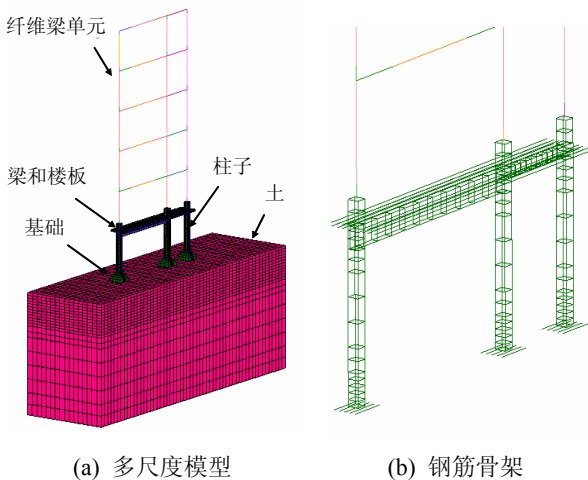 纤维梁单元
梁和楼板
基础
柱子
土
(a) 多尺度模型
(b) 钢筋骨架